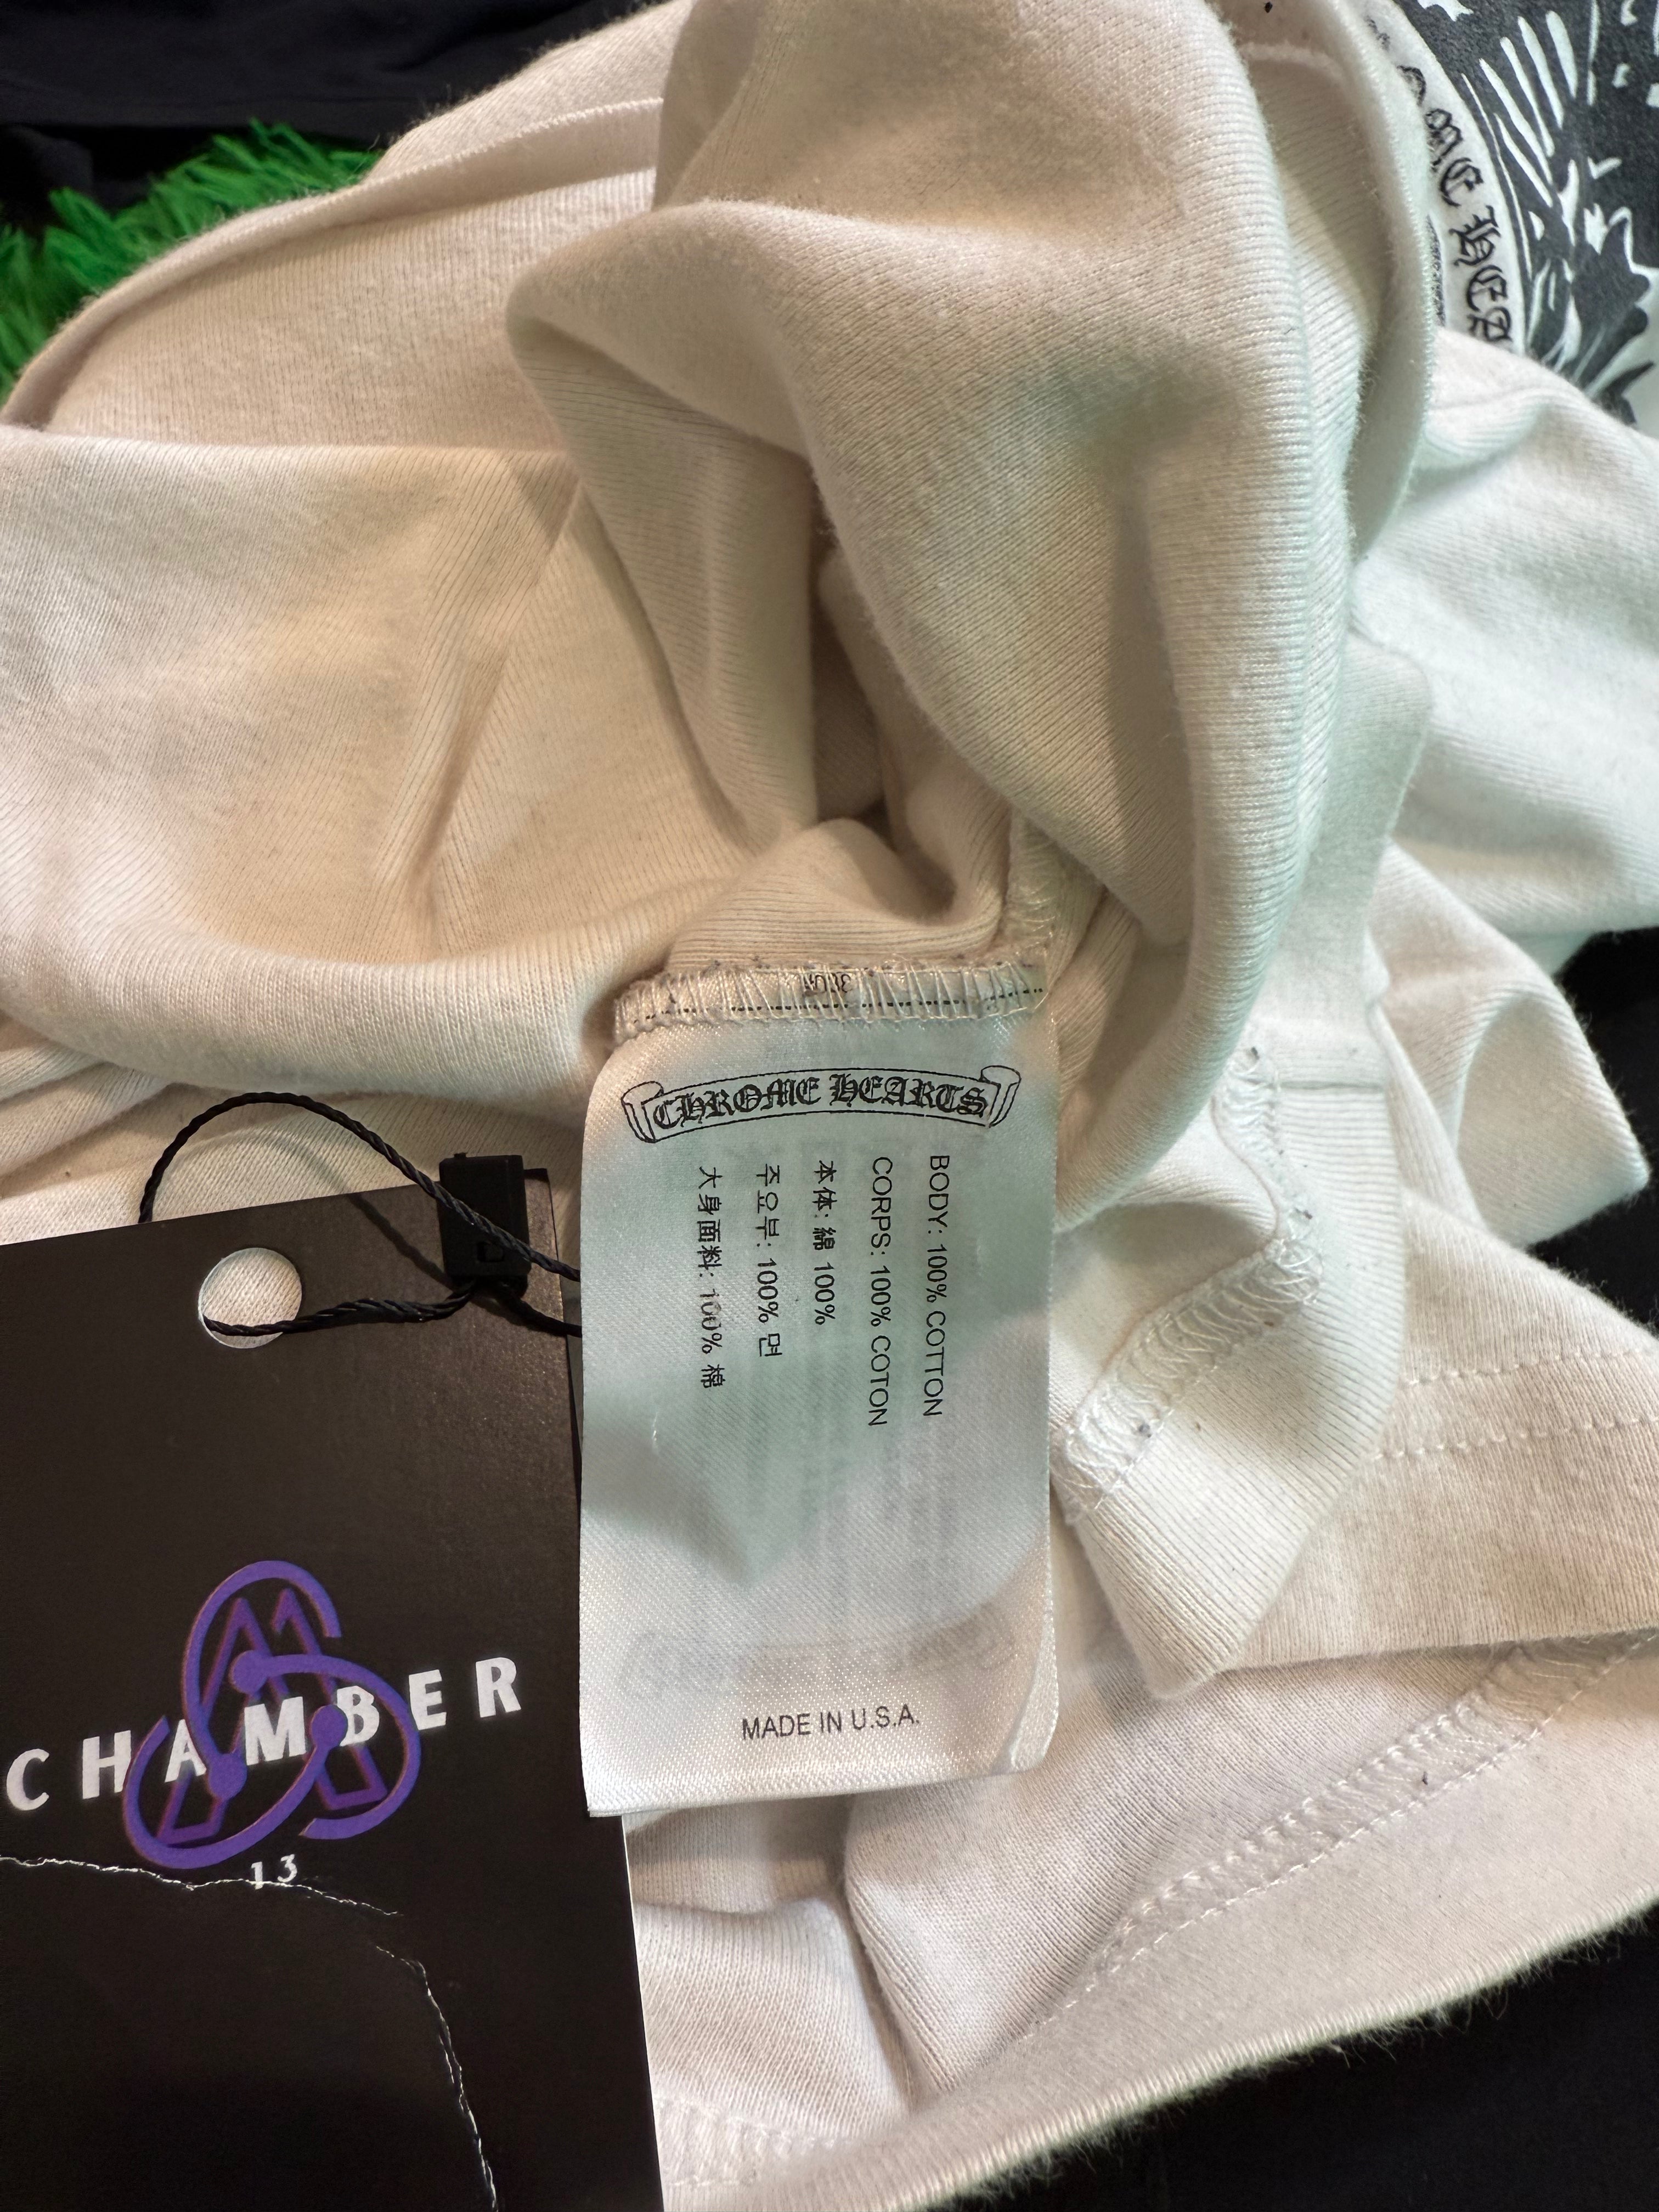 CHROME HEARTS
BODY: 100% COTTON
CORPS: 100% COTON
本体: 綿 100%
주요부: 100% 면
大身面料: 100% 棉
MADE IN U.S.A.
CHAMBER
13